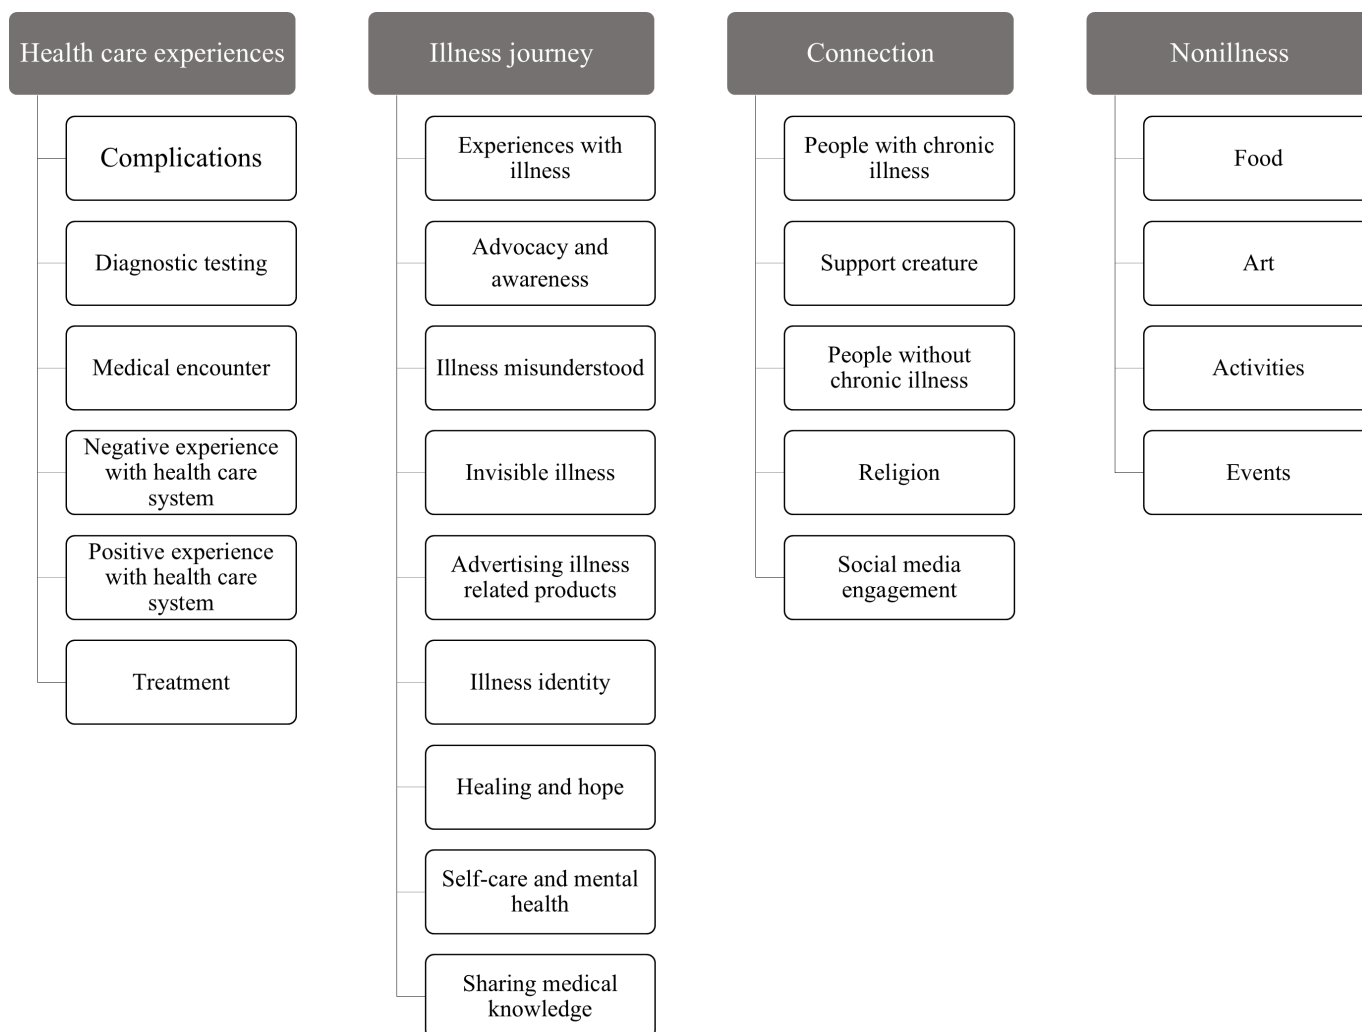 Health care experiences
Complications
Diagnostic testing
Medical encounter
Negative experience
with health care
system
Positive experience
with health care
system
Treatment
Illness journey
Experiences with
illness
Advocacy and
awareness
Illness misunderstood
Invisible illness
Advertising illness
related products
Illness identity
Healing and hope
Self-care and mental
health
Sharing medical
knowledge
Connection
People with chronic
illness
Support creature
People without
chronic illness
Religion
Social media
engagement
Nonillness
Food
Art
Activities
Events